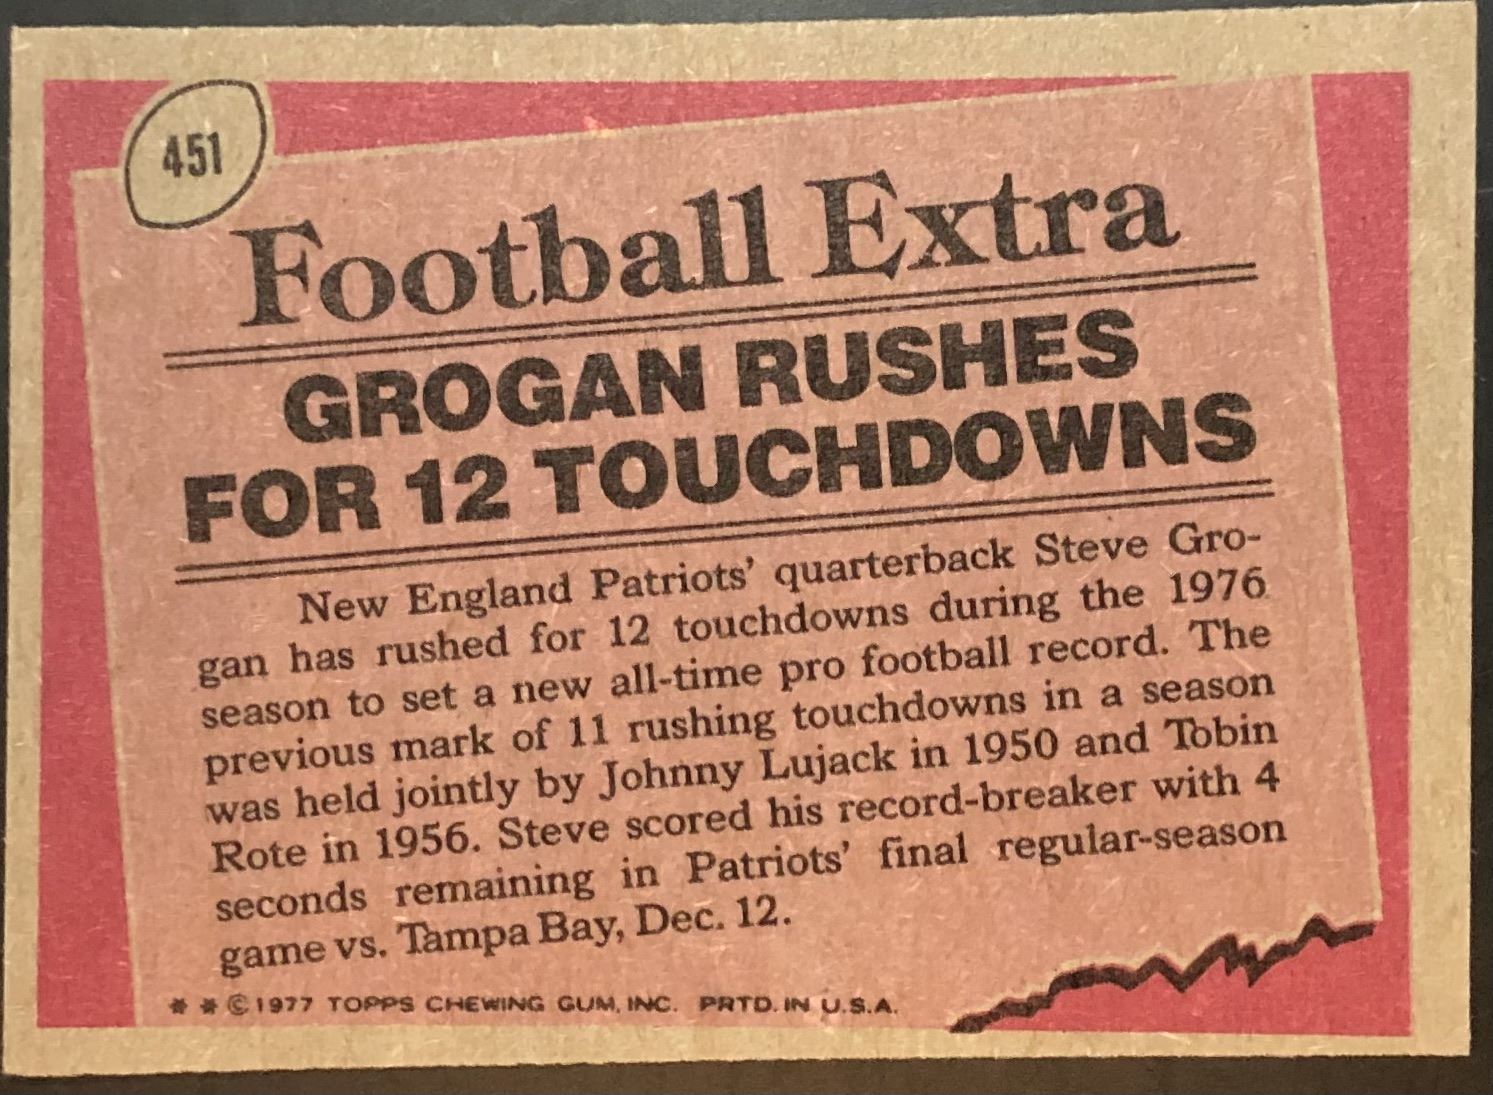 451
Football Extra
GROGAN RUSHES
FOR 12 TOUCHDOWNS
New England Patriots' quarterback Steve Gro-
gan has rushed for 12 touchdowns during the 1976
season to set a new all-time pro football record. The
previous mark of 11 rushing touchdowns in a season
was held jointly by Johnny Lujack in 1950 and Tobin
Rote in 1956. Steve scored his record-breaker with 4
seconds remaining in Patriots' final regular-season
game vs. Tampa Bay, Dec. 12.
* * © 1977 TOPPS CHEWING GUM, INC. PRTD. IN U.S.A.